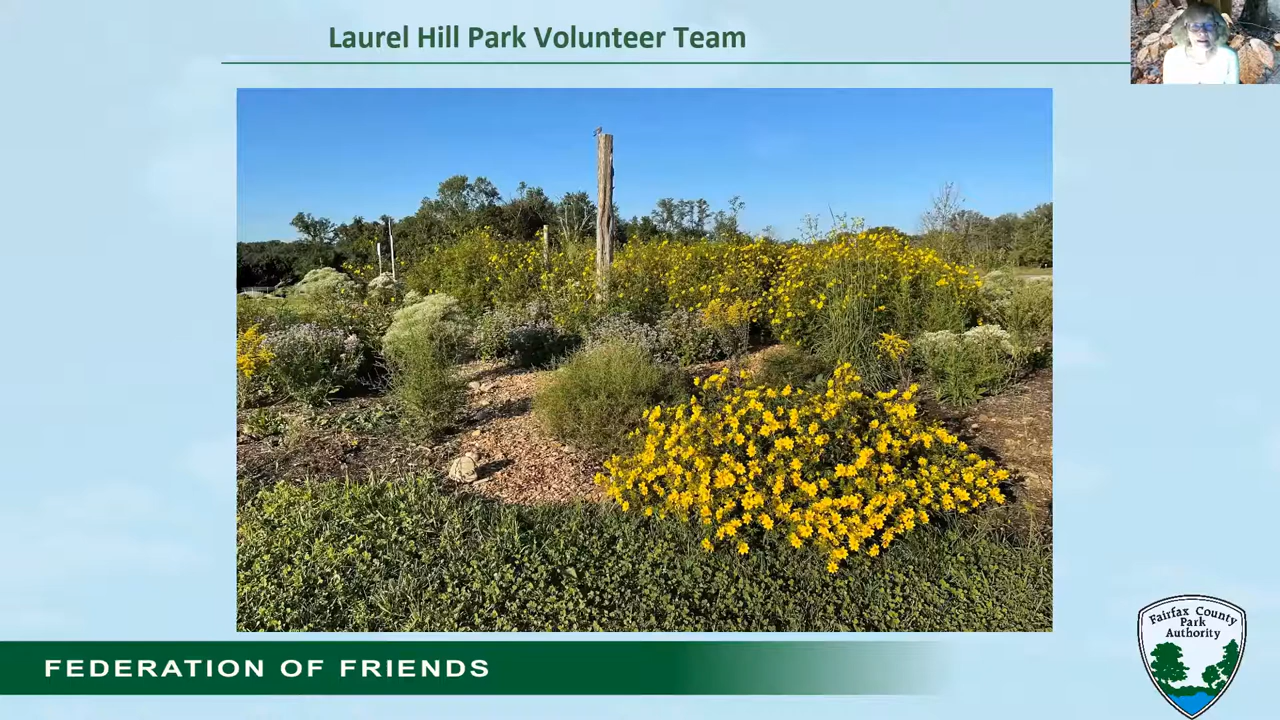 Laurel Hill Park Volunteer Team
FEDERATION OF FRIENDS
Fairfax County
Park
Authority